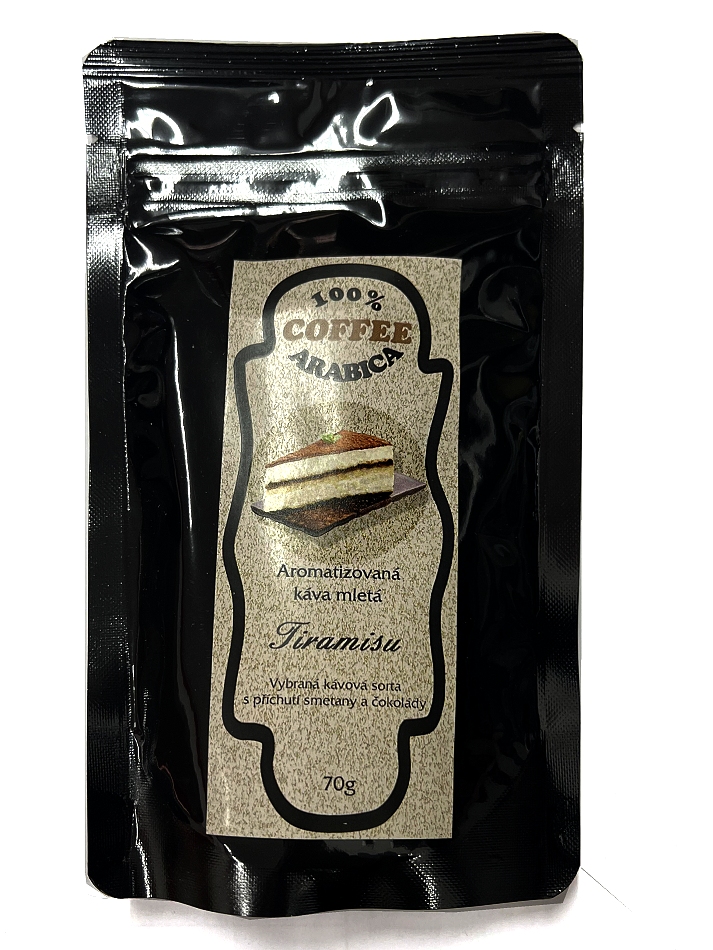 100%
COFFEE
ARABICA
Aromatizovaná
káva mletá
Tiramisu
Vybraná kávová sorta
s příchutí smetany a čokolády
70g